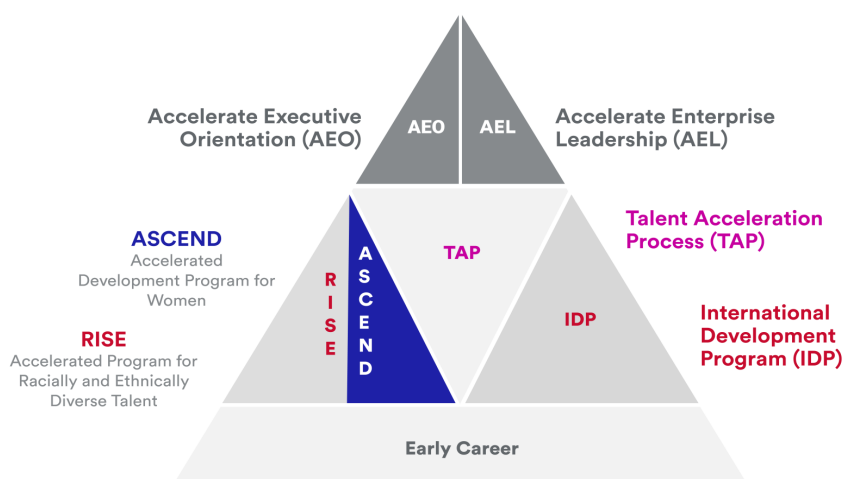 Accelerate Executive
Orientation (AEO)
AEO
AEL
Accelerate Enterprise
Leadership (AEL)
ASCEND
Accelerated
Development Program for
Women
RISE
Accelerated Program for
Racially and Ethnically
Diverse Talent
R
I
S
E
A
S
C
E
N
D
TAP
IDP
Talent Acceleration
Process (TAP)
International
Development
Program (IDP)
Early Career